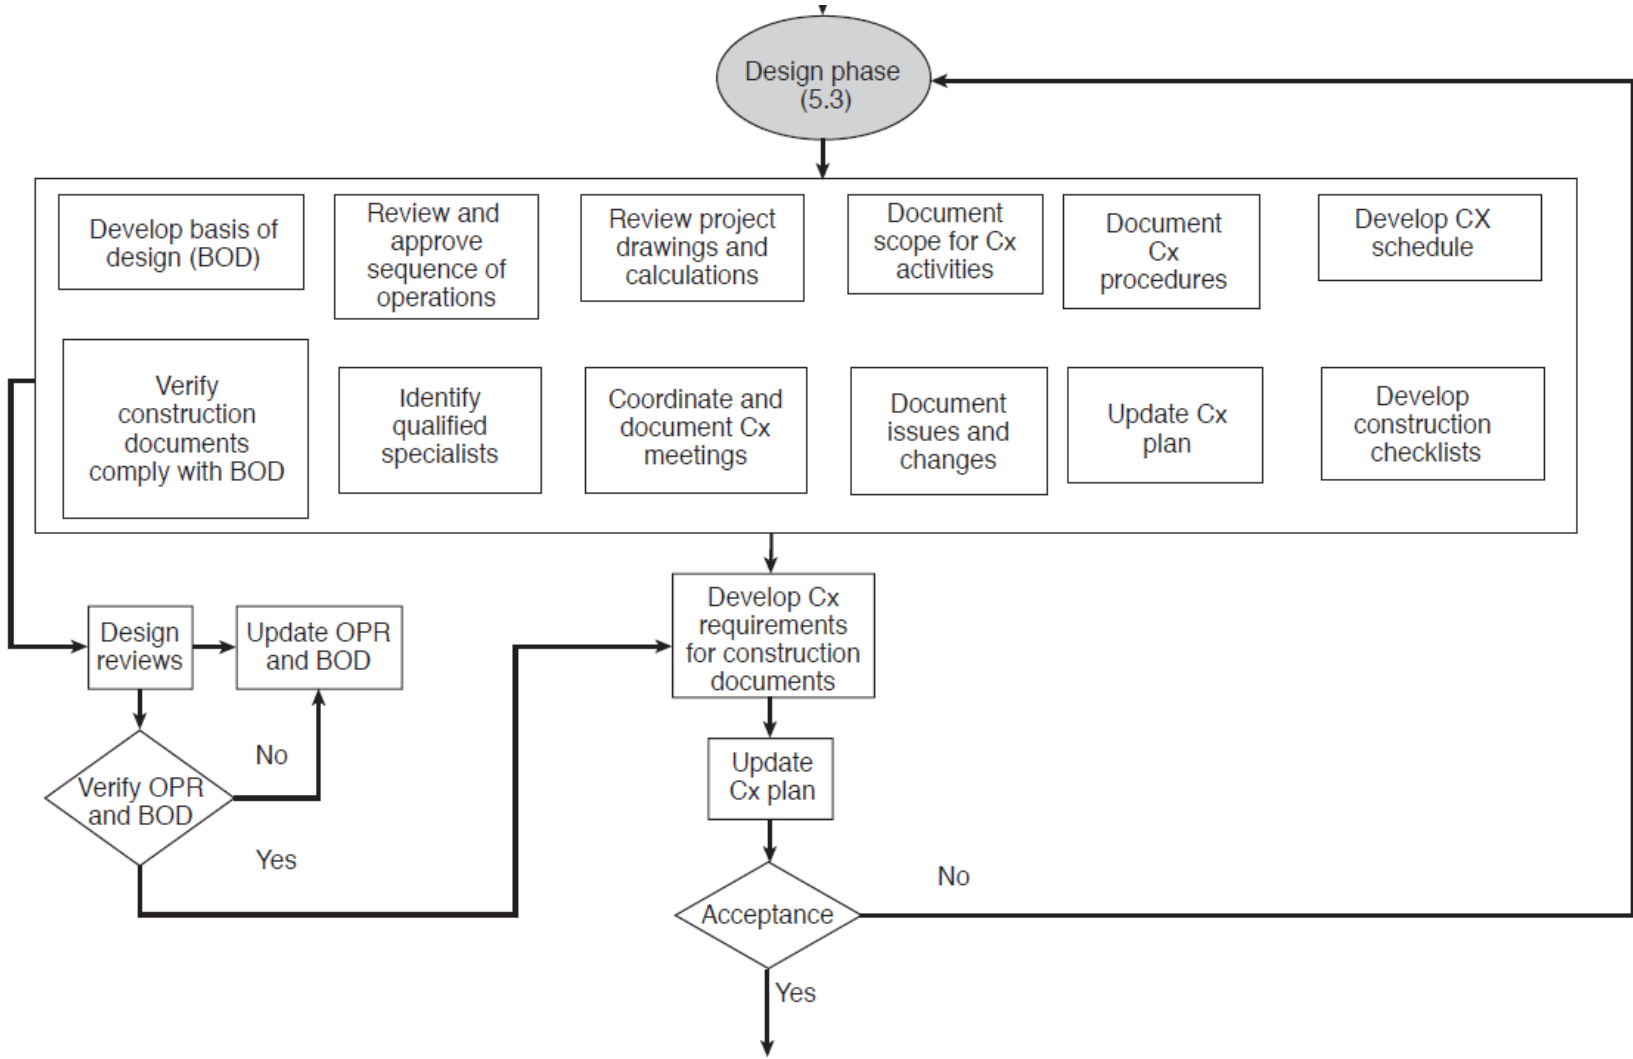 Design phase
(5.3)
Develop basis of
design (BOD)
Review and
approve
sequence of
operations
Review project
drawings and
calculations
Document
scope for Cx
activities
Document
Cx
procedures
Develop CX
schedule
Verify
construction
documents
comply with BOD
Identify
qualified
specialists
Coordinate and
document Cx
meetings
Document
issues and
changes
Update Cx
plan
Develop
construction
checklists
Design
reviews
Update OPR
and BOD
Develop Cx
requirements
for construction
documents
No
Verify OPR
and BOD
Yes
Update
Cx plan
Acceptance
No
Yes